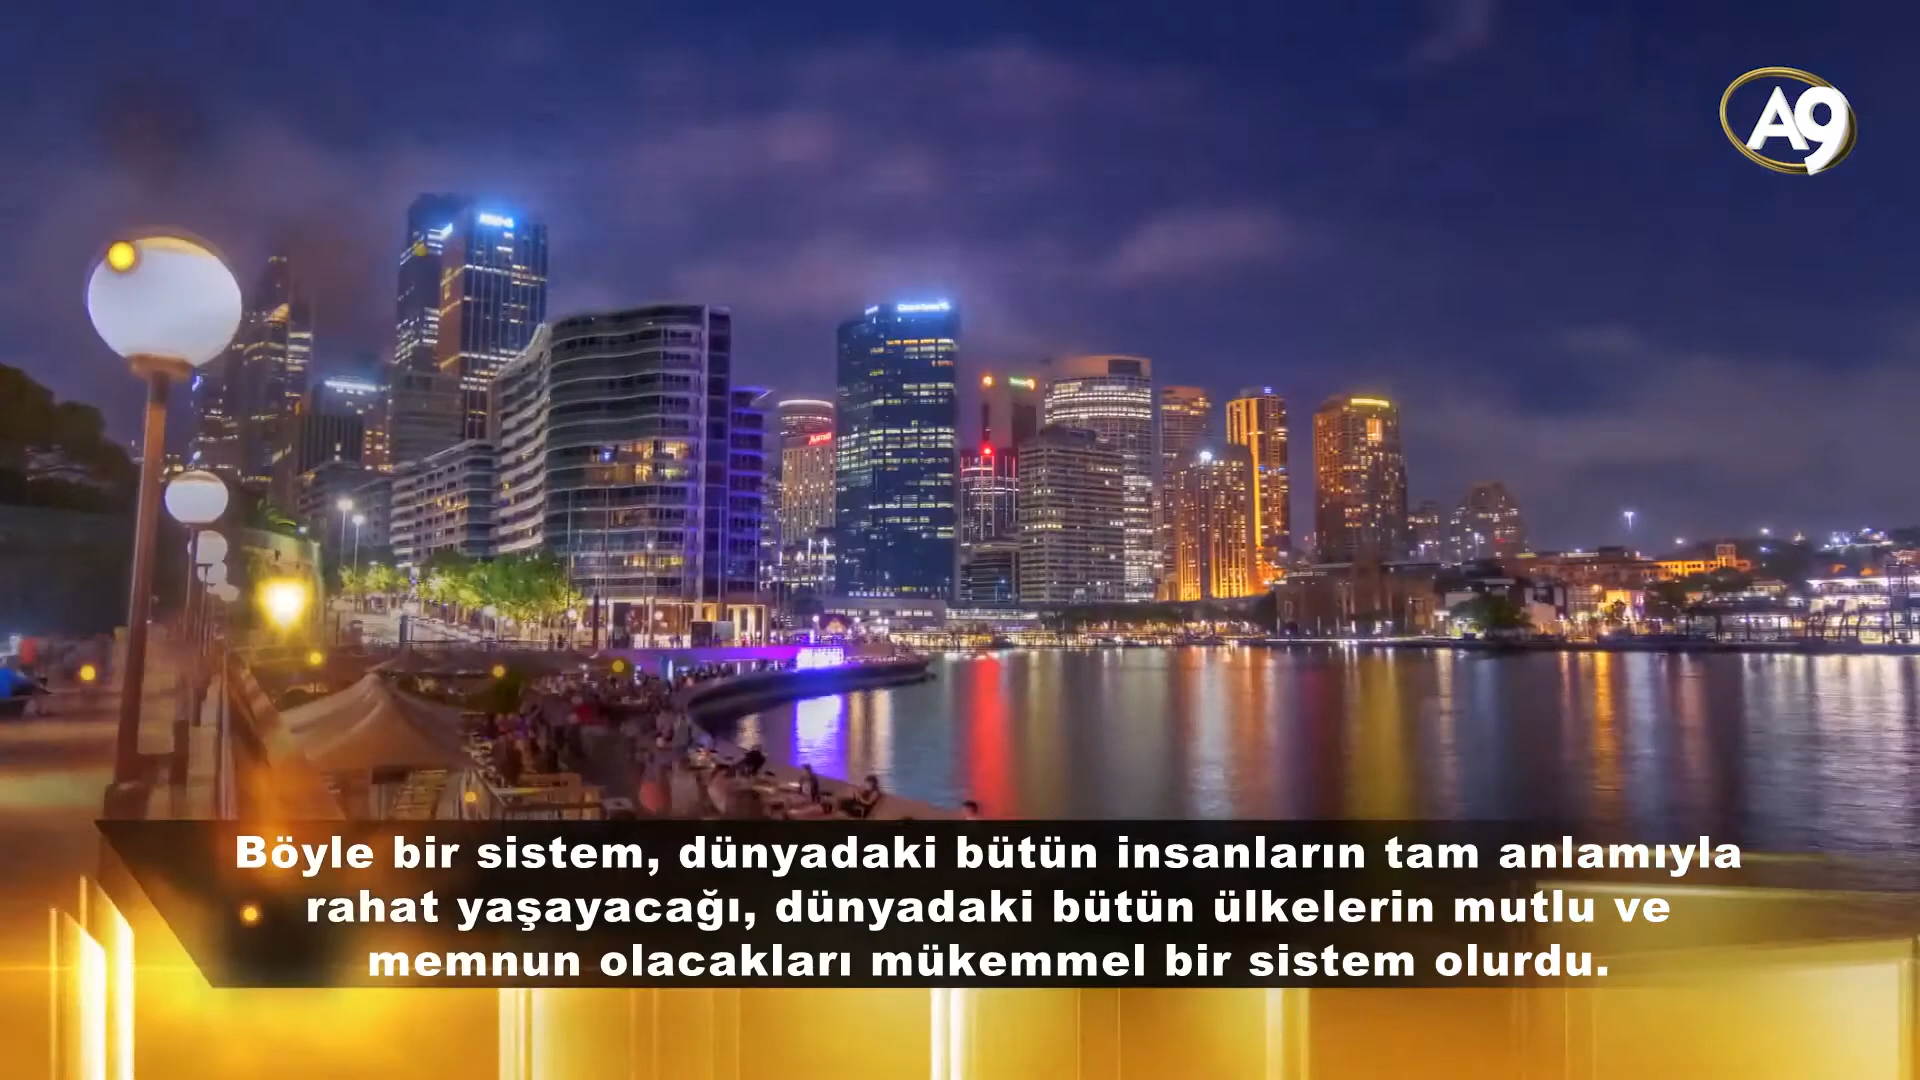 A9
Marriott
Böyle bir sistem, dünyadaki bütün insanların tam anlamıyla
rahat yaşayacağı, dünyadaki bütün ülkelerin mutlu ve
memnun olacakları mükemmel bir sistem olurdu.